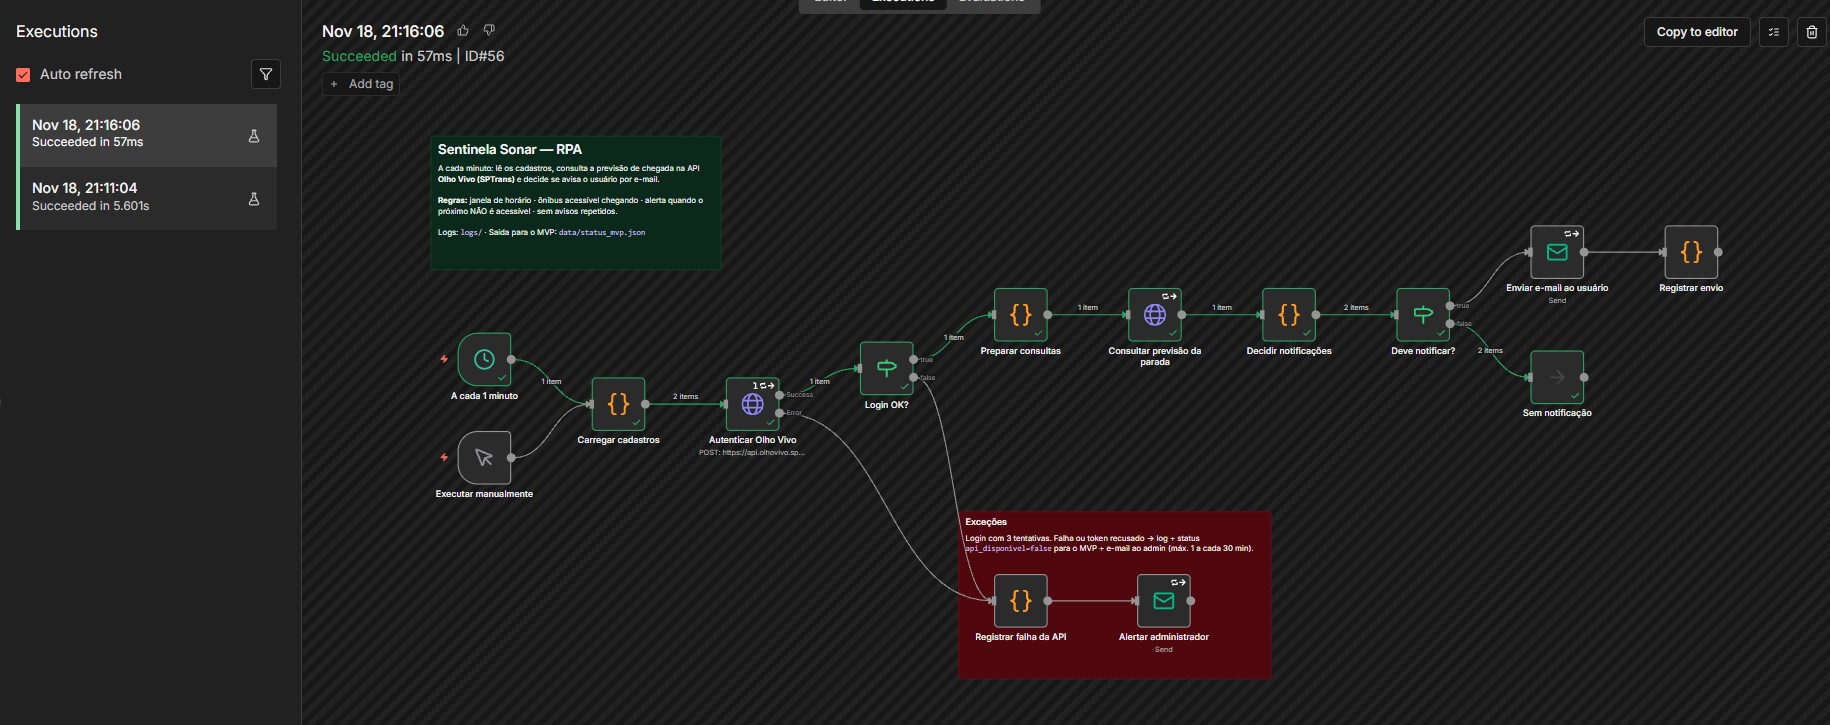 Executions
Auto refresh
Nov 18, 21:16:06
Succeeded in 57ms
Nov 18, 21:11:04
Succeeded in 5.601s
Nov 18, 21:16:06
Succeeded in 57ms | ID#56
+ Add tag
Copy to editor
Sentinela Sonar — RPA
A cada minuto: lê os cadastros, consulta a previsão de chegada na API
Olho Vivo (SPTrans) e decide se avisa o usuário por e-mail.
Regras: janela de horário · ônibus acessível chegando · alerta quando o
próximo NÃO é acessível · sem avisos repetidos.
Logs: logs/ · Saída para o MVP: data/status_mvp.json
A cada 1 minuto
1 item
Executar manualmente
Carregar cadastros
2 items
1
Success
Error
Autenticar Olho Vivo
POST: https://api.olhovivo.sp...
1 item
true
false
Login OK?
1 item
Preparar consultas
1 item
Consultar previsão da
parada
1 item
Decidir notificações
2 items
true
false
Deve notificar?
Enviar e-mail ao usuário
Send
Registrar envio
2 items
Sem notificação
Exceções
Login com 3 tentativas. Falha ou token recusado → log + status
api_disponivel=false para o MVP + e-mail ao admin (máx. 1 a cada 30 min).
Registrar falha da API
Alertar administrador
Send